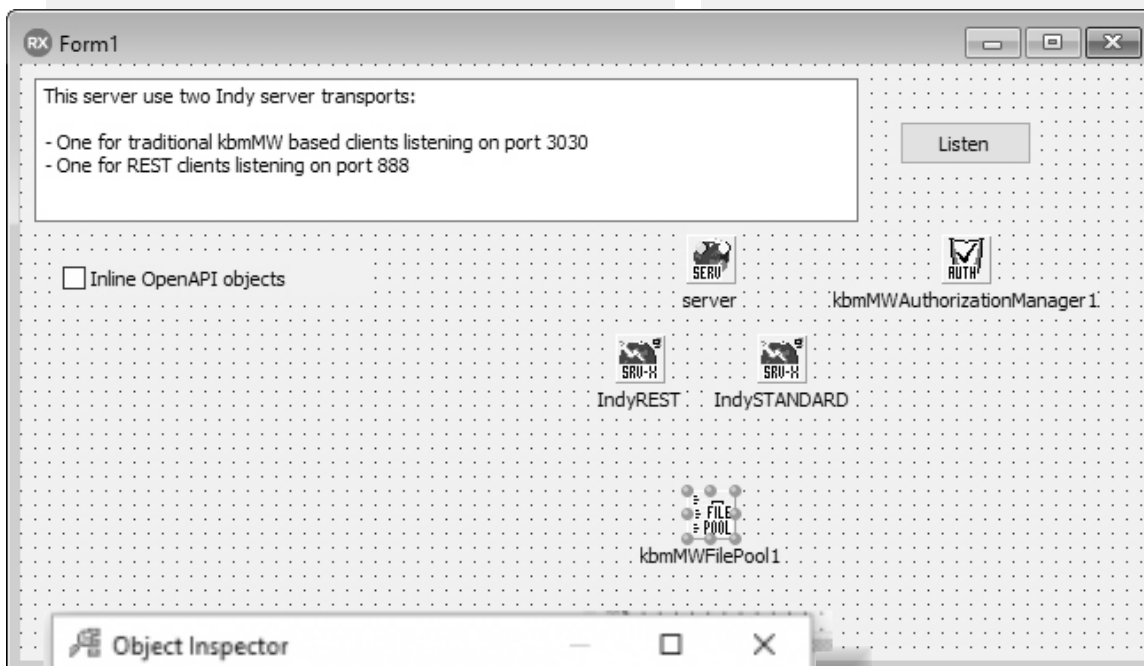 RX Form1
This server use two Indy server transports:
- One for traditional kbmMW based clients listening on port 3030
- One for REST clients listening on port 888
Listen
Inline OpenAPI objects
SERV
server
AUTH
kbmMWAuthorizationManager1
SRV-X
IndyREST
SRV-X
IndySTANDARD
FILE
POOL
kbmMWFilePool1
Object Inspector